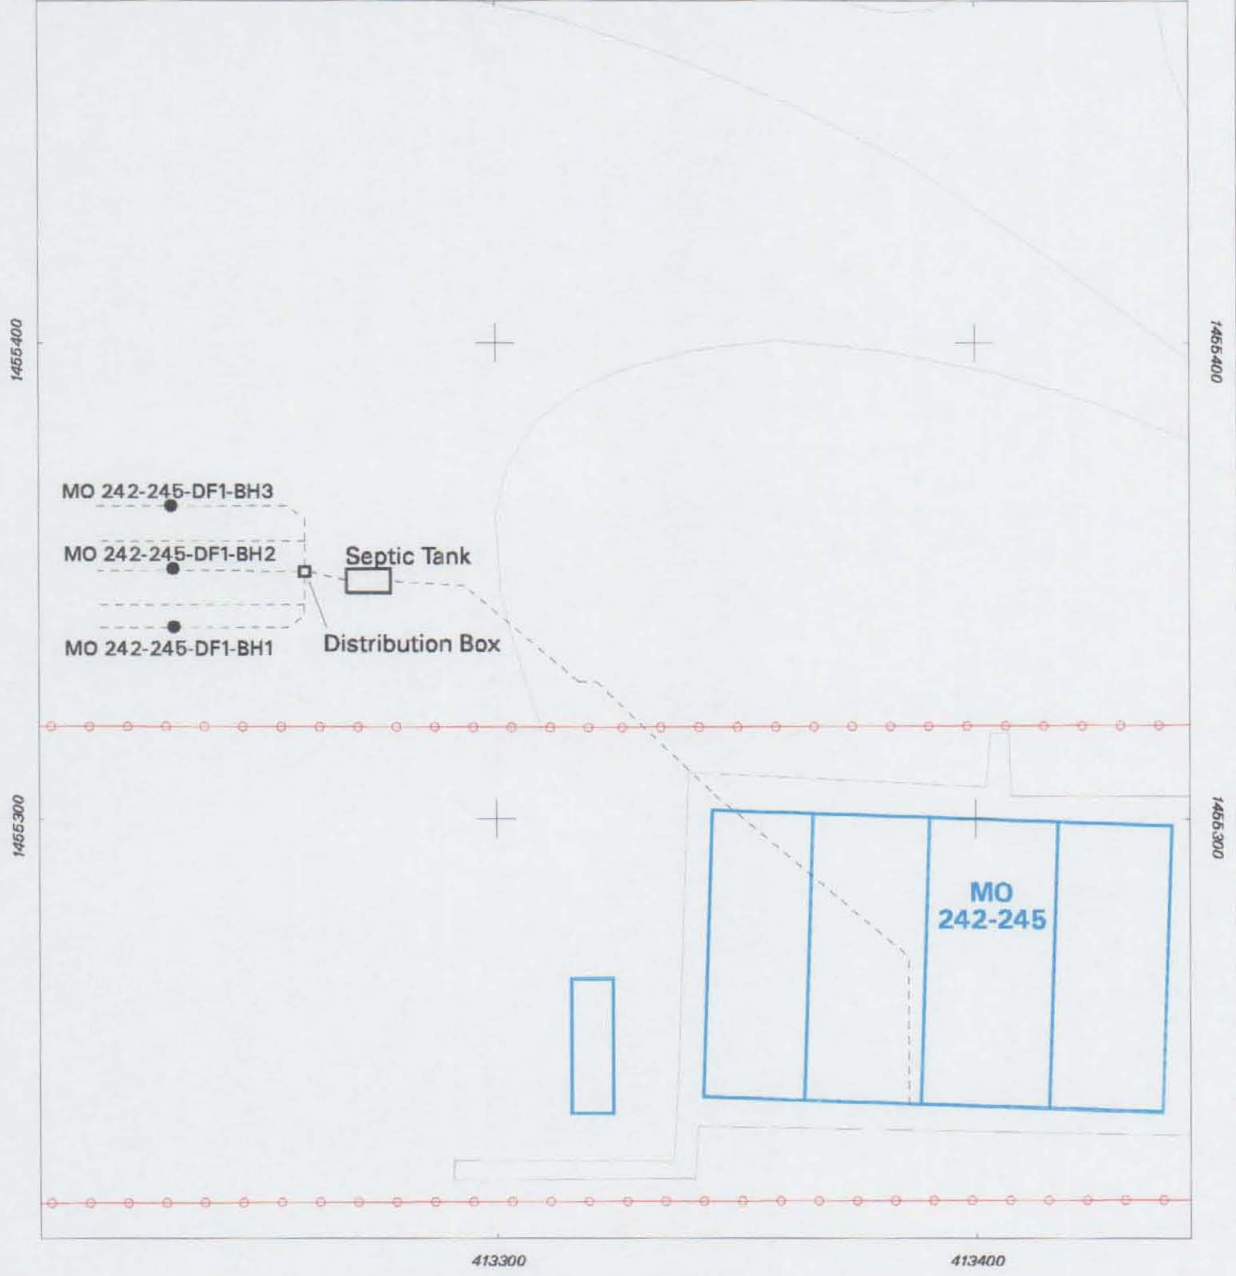 1455400
1455400
MO 242-245-DF1-BH3
MO 242-245-DF1-BH2
Septic Tank
MO 242-245-DF1-BH1
Distribution Box
1455300
1455300
MO
242-245
413300
413400